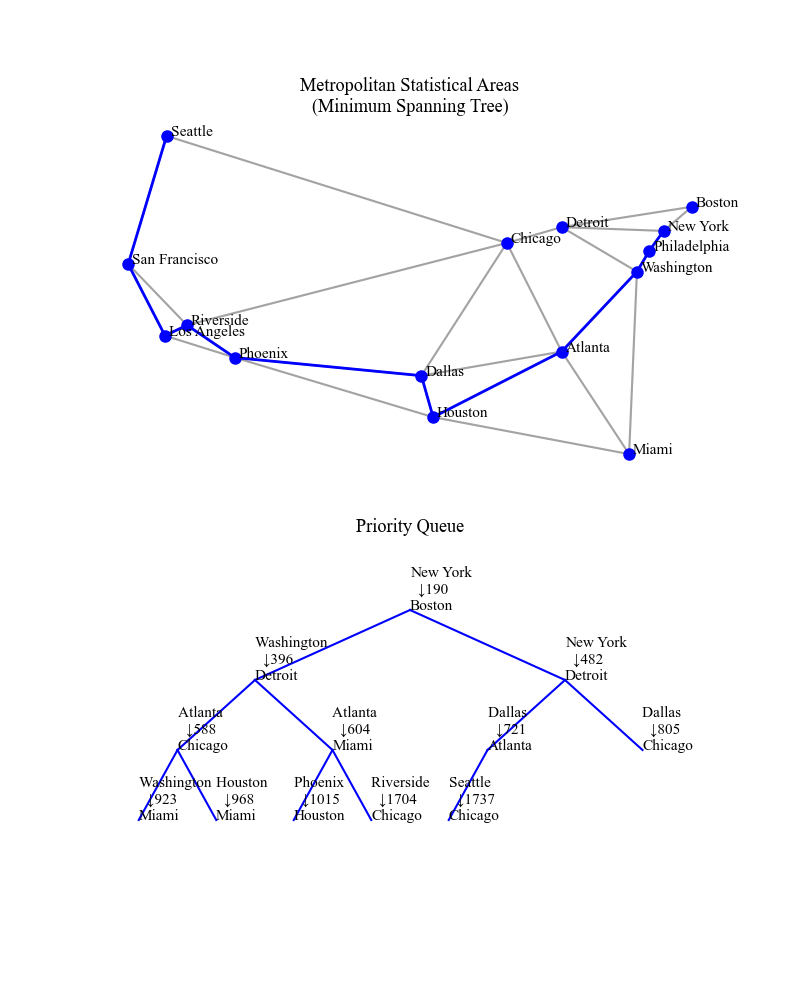 Metropolitan Statistical Areas
(Minimum Spanning Tree)
Seattle
Boston
Detroit
New York
Chicago
Philadelphia
San Francisco
Washington
Riverside
Los Angeles
Atlanta
Phoenix
Dallas
Houston
Miami
Priority Queue
New York
↓190
Boston
Washington
↓396
Detroit
New York
↓482
Detroit
Atlanta
↓588
Chicago
Atlanta
↓604
Miami
Dallas
↓721
Atlanta
Dallas
↓805
Chicago
Washington
↓923
Miami
Houston
↓968
Miami
Phoenix
↓1015
Houston
Riverside
↓1704
Chicago
Seattle
↓1737
Chicago